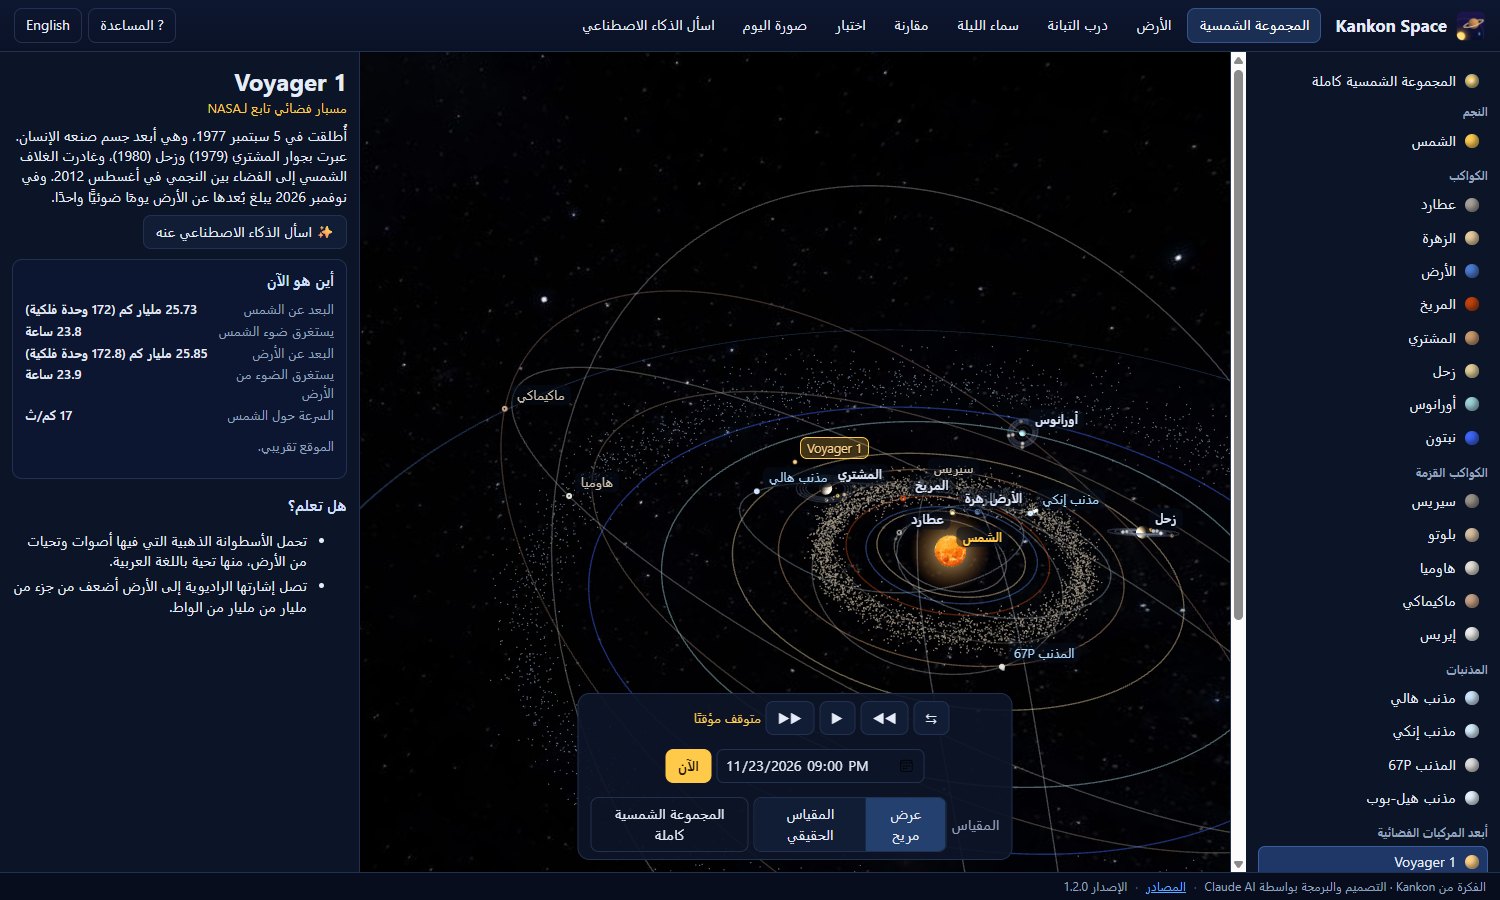 Kankon Space
المجموعة الشمسية
الأرض
درب التبانة
سماء الليلة
مقارنة
اختبار
صورة اليوم
اسأل الذكاء الاصطناعي
? المساعدة
English
المجموعة الشمسية كاملة
النجم
الشمس
الكواكب
عطارد
الزهرة
الأرض
المريخ
المشتري
زحل
أورانوس
نبتون
الكواكب القزمة
سيريس
بلوتو
هاوميا
ماكيماكي
إيريس
المذنبات
مذنب هالي
مذنب إنكي
المذنب 67P
مذنب هيل-بوب
أبعد المركبات الفضائية
Voyager 1
ماكيماكي
أورانوس
Voyager 1
سيريس
المشتري
مذنب هالي
هاوميا
المريخ
مذنب إنكي
الأرض
زهرة
عطارد
زحل
الشمس
المذنب 67P
متوقف مؤقتًا
11/23/2026 09:00 PM
الآن
المقياس
عرض مريح
المقياس الحقيقي
المجموعة الشمسية كاملة
Voyager 1
مسبار فضائي تابع لـNASA
أُطلقت في 5 سبتمبر 1977، وهي أبعد جسم صنعه الإنسان.
عبرت بجوار المشتري (1979) وزحل (1980)، وغادرت الغلاف
الشمسي إلى الفضاء بين النجمي في أغسطس 2012. وفي
نوفمبر 2026 يبلغ بُعدها عن الأرض يومًا ضوئيًّا واحدًا.
✨ اسأل الذكاء الاصطناعي عنه
أين هو الآن
البعد عن الشمس 25.73 مليار كم (172 وحدة فلكية)
يستغرق ضوء الشمس 23.8 ساعة
البعد عن الأرض 25.85 مليار كم (172.8 وحدة فلكية)
يستغرق الضوء من الأرض 23.9 ساعة
السرعة حول الشمس 17 كم/ث
الموقع تقريبي.
هل تعلم؟
تحمل الأسطوانة الذهبية التي فيها أصوات وتحيات
من الأرض، منها تحية باللغة العربية.
تصل إشارتها الراديوية إلى الأرض أضعف من جزء من
مليار من مليار من الواط.
الفكرة من Kankon · التصميم والبرمجة بواسطة Claude AI · المصادر · الإصدار 1.2.0